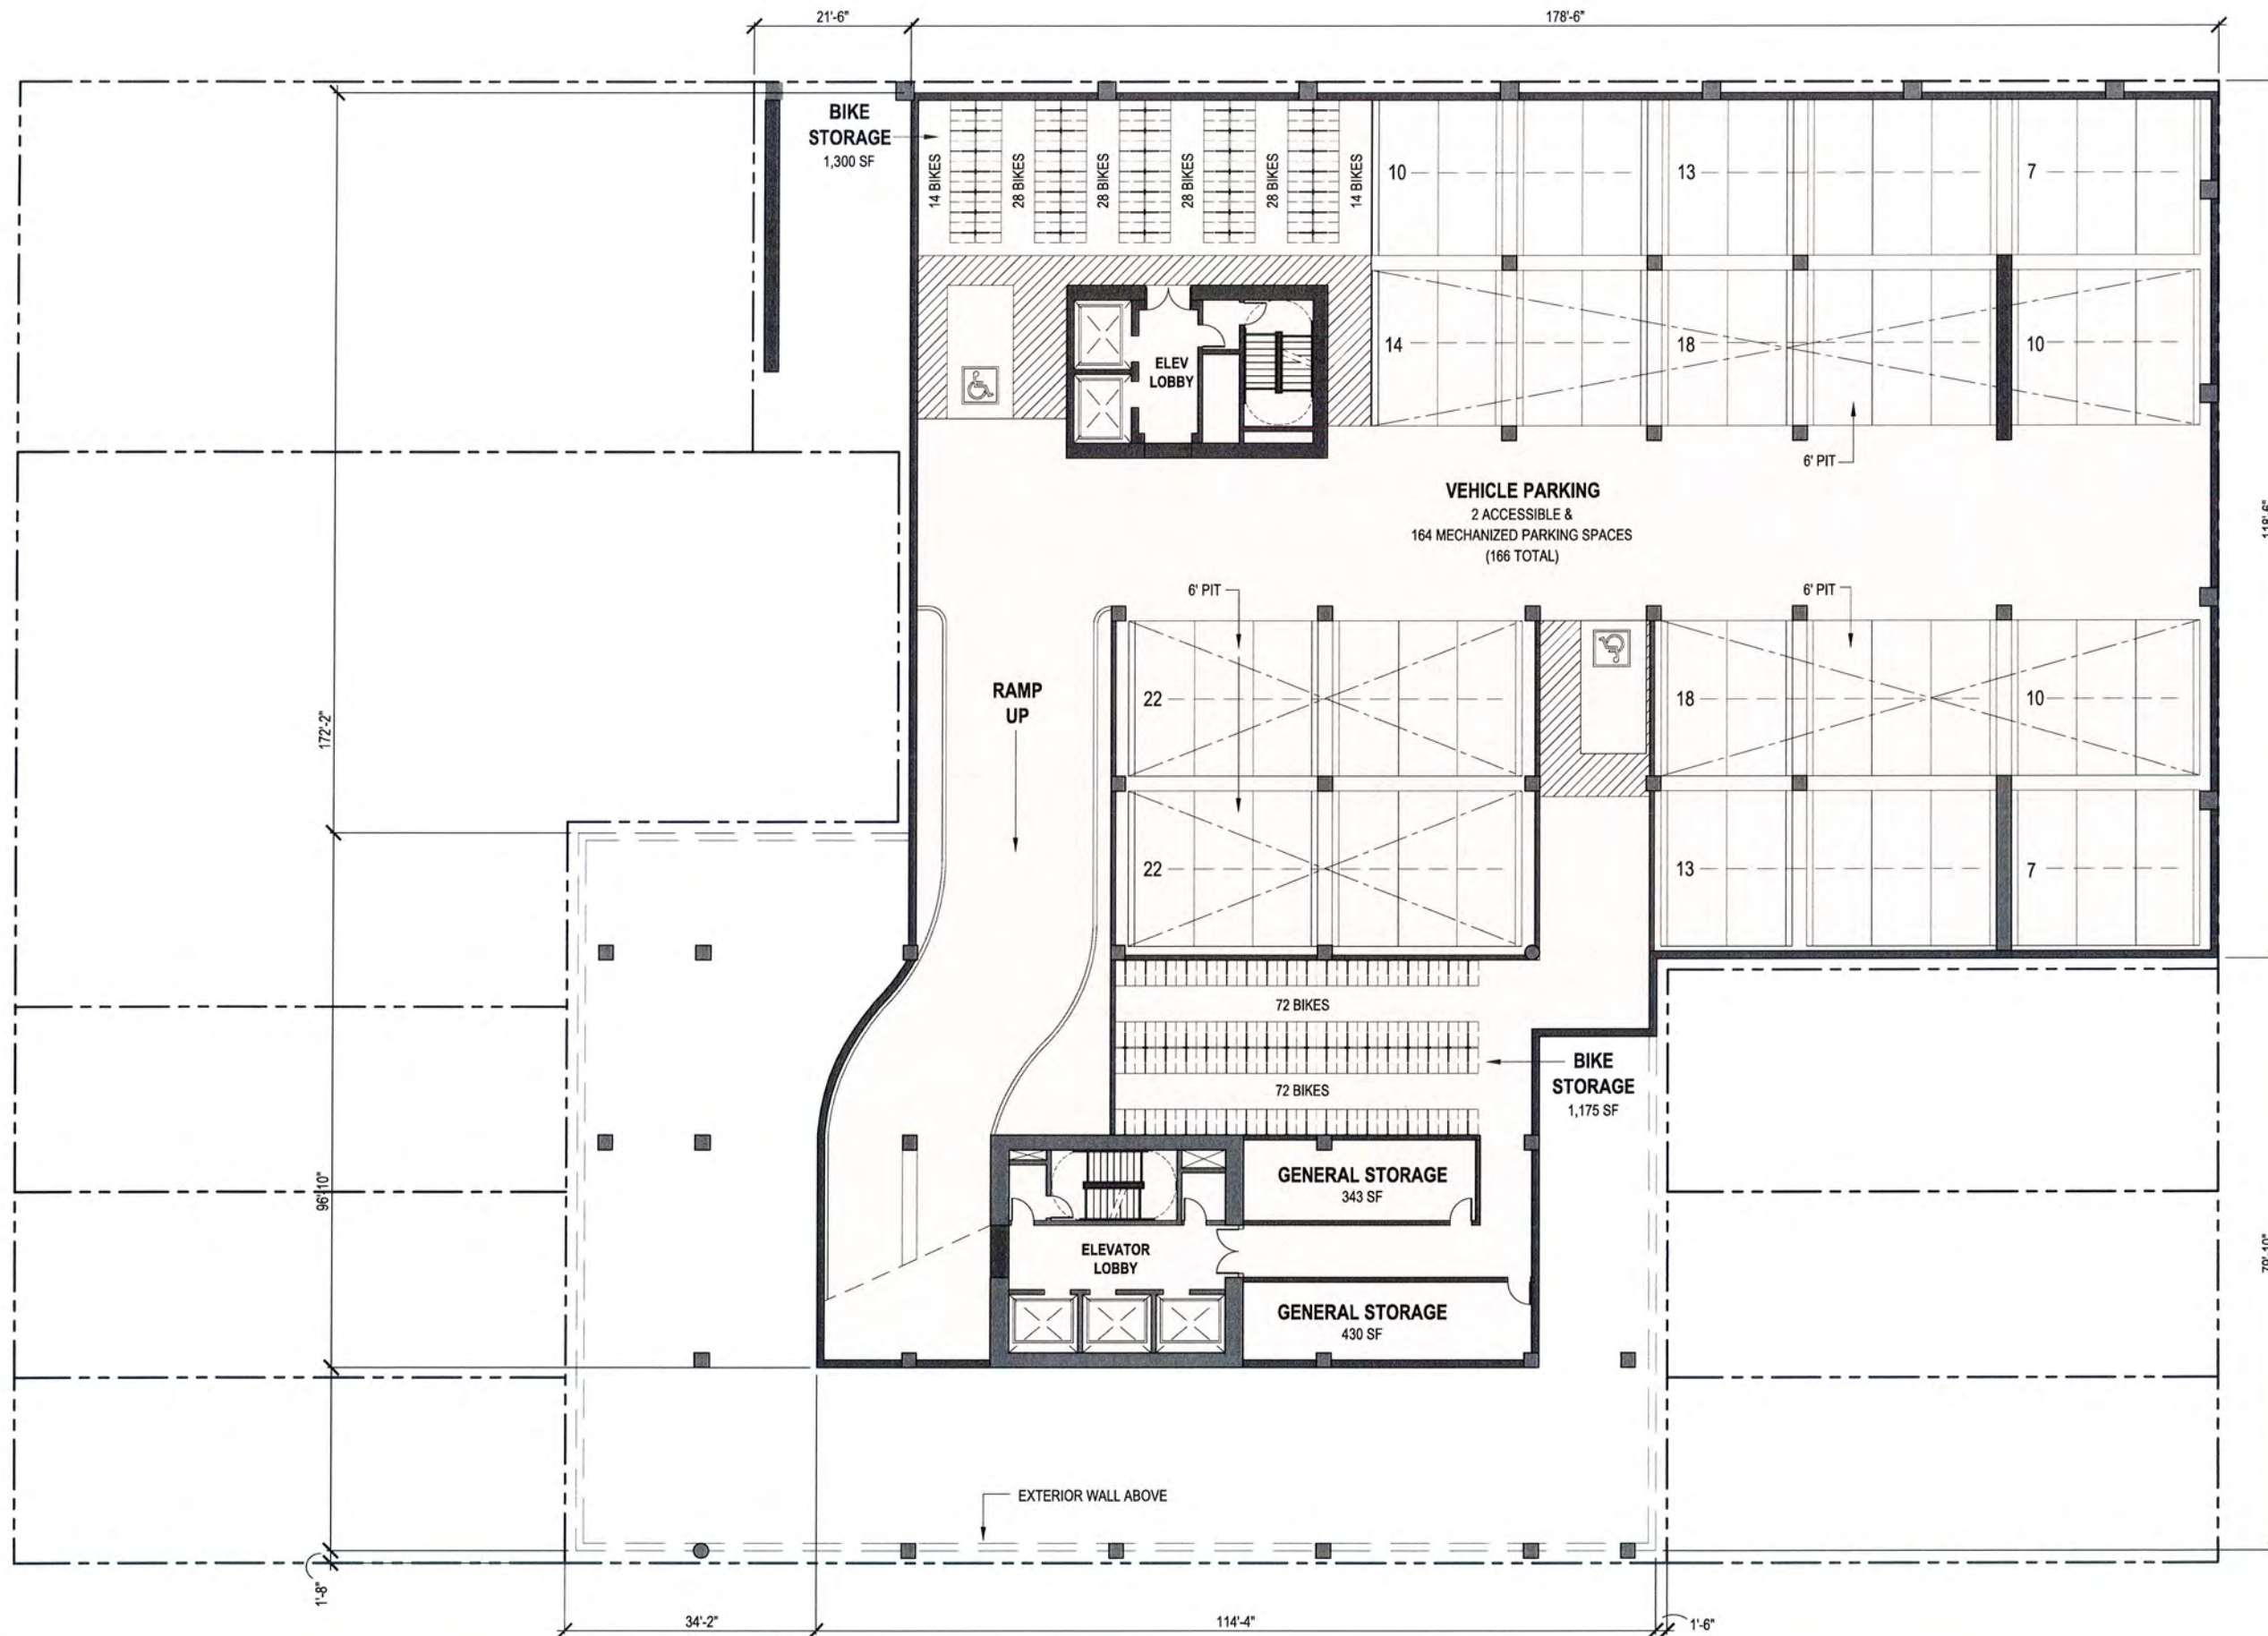 21'-6"
178'-6"
BIKE
STORAGE
1,300 SF
14 BIKES
28 BIKES
28 BIKES
28 BIKES
28 BIKES
14 BIKES
10
13
7
ELEV
LOBBY
14
18
10
6' PIT
VEHICLE PARKING
2 ACCESSIBLE &
164 MECHANIZED PARKING SPACES
(166 TOTAL)
118'-6"
6' PIT
6' PIT
RAMP
UP
22
18
10
172'-2"
22
13
7
72 BIKES
72 BIKES
BIKE
STORAGE
1,175 SF
96'-10"
GENERAL STORAGE
343 SF
ELEVATOR
LOBBY
GENERAL STORAGE
430 SF
79'-10"
EXTERIOR WALL ABOVE
1'-8"
34'-2"
114'-4"
1'-6"